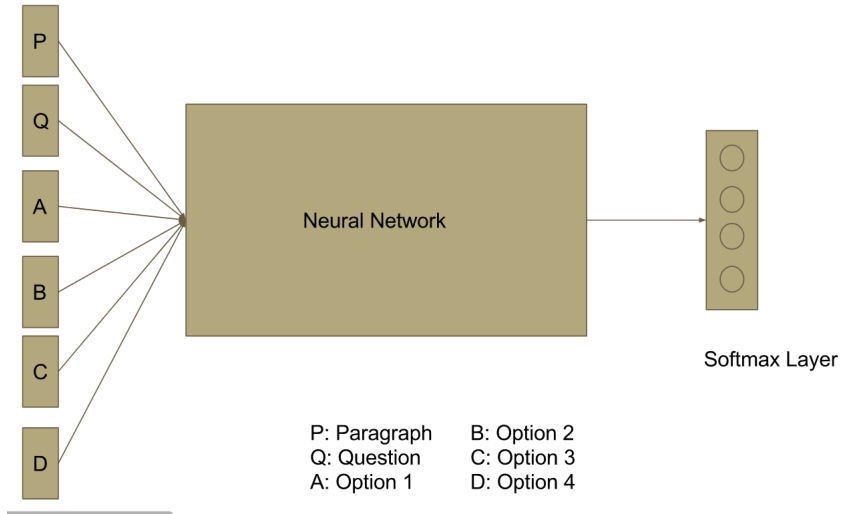 P
Q
A
B
C
D
Neural Network
Softmax Layer
P: Paragraph B: Option 2
Q: Question C: Option 3
A: Option 1 D: Option 4